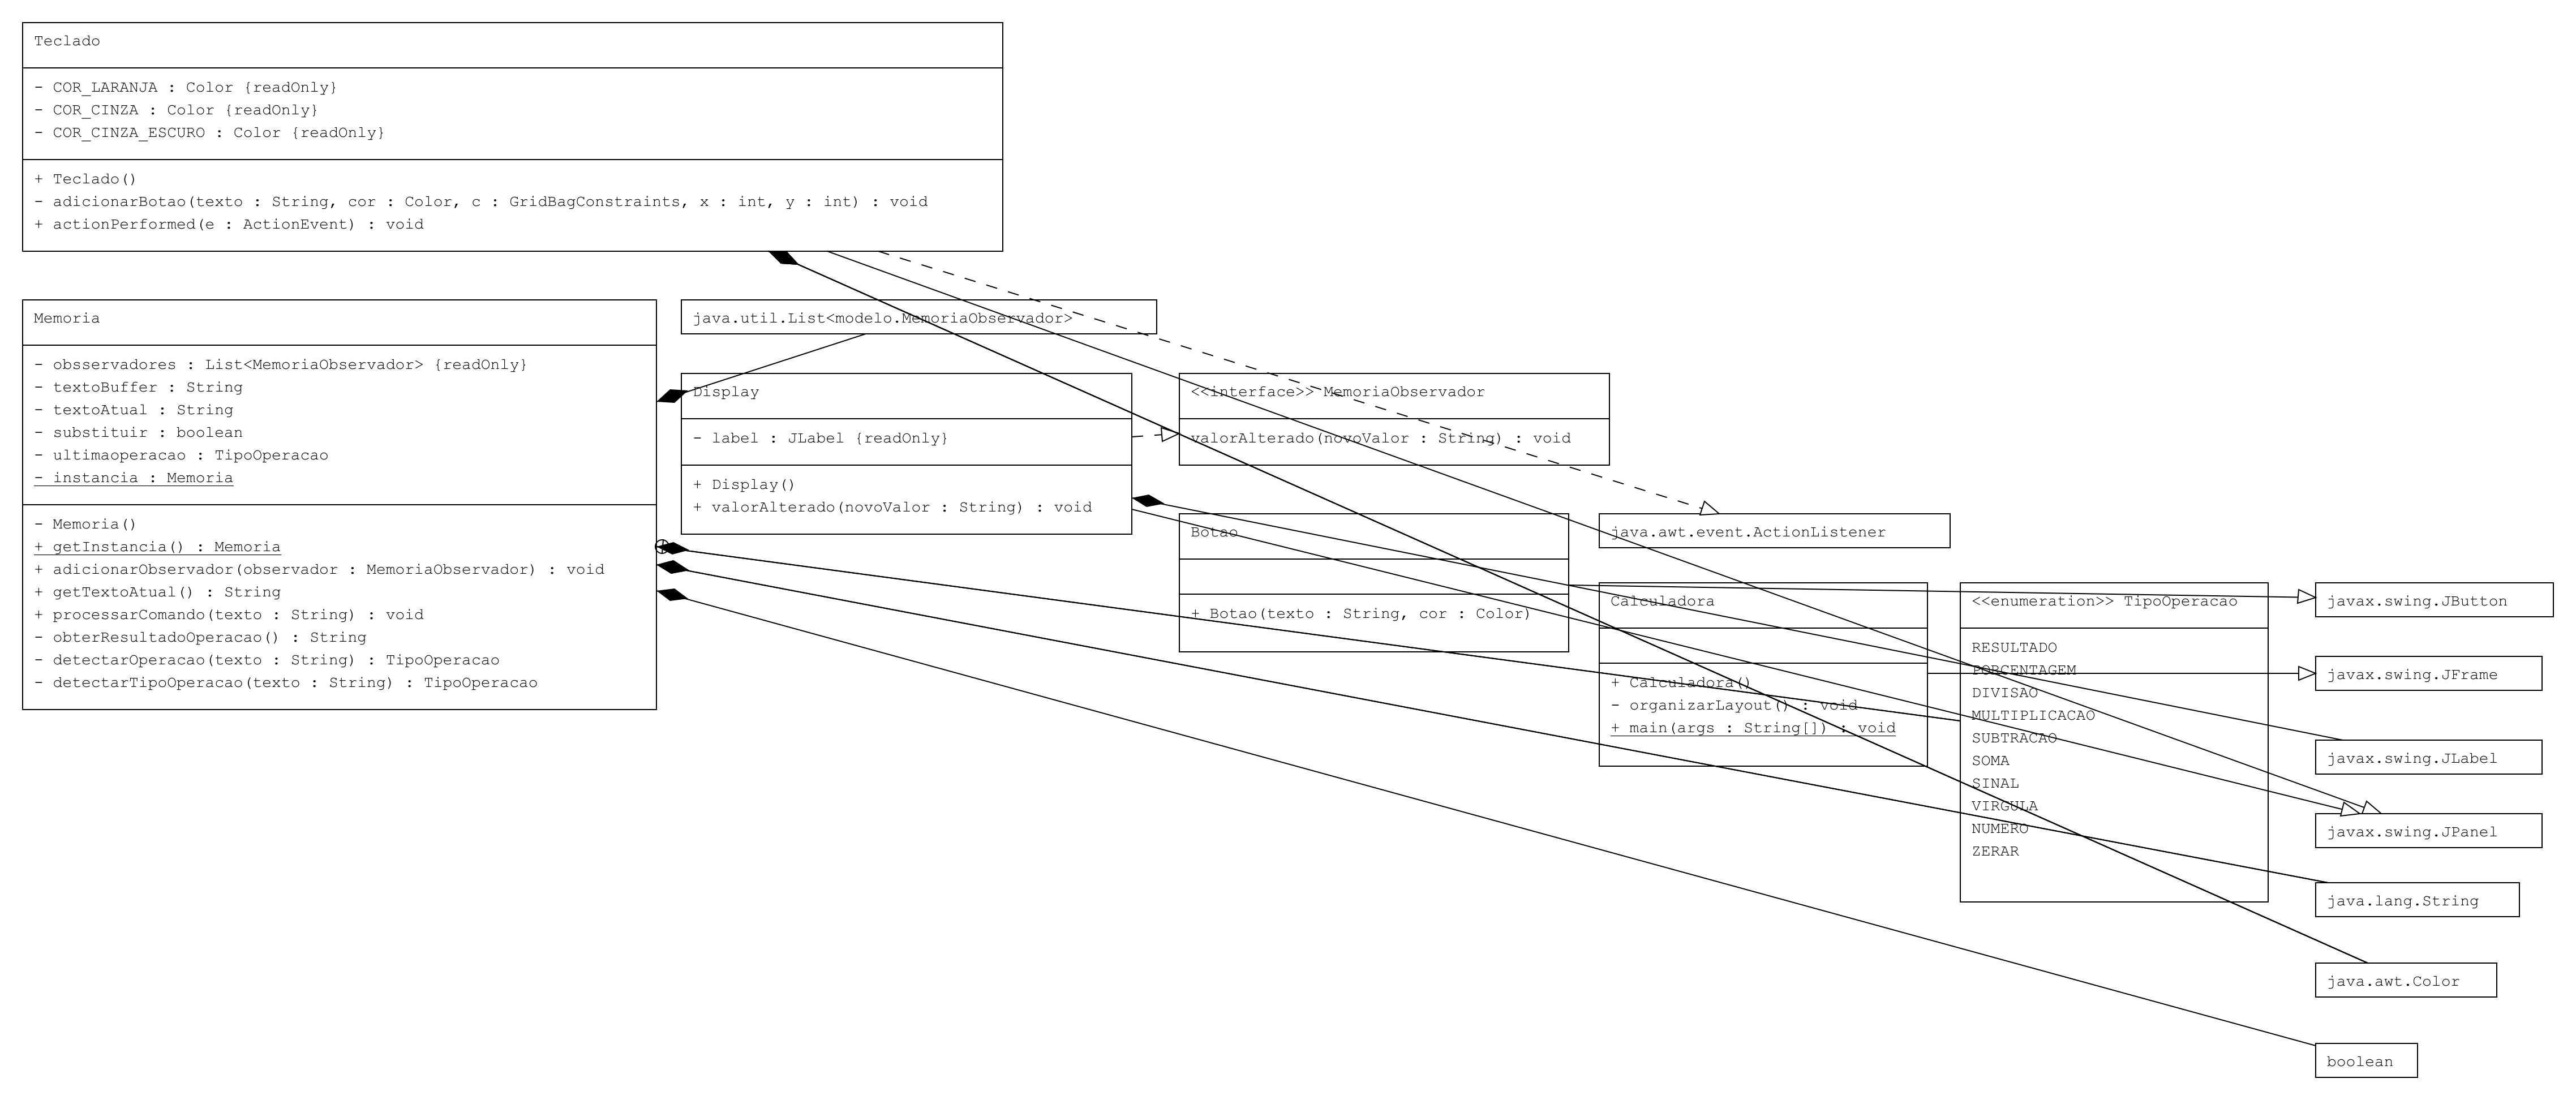 Teclado
- COR_LARANJA : Color {readOnly}
- COR_CINZA : Color {readOnly}
- COR_CINZA_ESCURO : Color {readOnly}
+ Teclado()
- adicionarBotao(texto : String, cor : Color, c : GridBagConstraints, x : int, y : int) : void
+ actionPerformed(e : ActionEvent) : void
Memoria
- obsservadores : List<MemoriaObservador> {readOnly}
- textoBuffer : String
- textoAtual : String
- substituir : boolean
- ultimaoperacao : TipoOperacao
- instancia : Memoria
- Memoria()
+ getInstancia() : Memoria
+ adicionarObservador(observador : MemoriaObservador) : void
+ getTextoAtual() : String
+ processarComando(texto : String) : void
- obterResultadoOperacao() : String
- detectarOperacao(texto : String) : TipoOperacao
- detectarTipoOperacao(texto : String) : TipoOperacao
java.util.List<modelo.MemoriaObservador>
Display
- label : JLabel {readOnly}
+ Display()
+ valorAlterado(novoValor : String) : void
<<interface>> MemoriaObservador
valorAlterado(novoValor : String) : void
Botao
+ Botao(texto : String, cor : Color)
java.awt.event.ActionListener
Calculadora
+ Calculadora()
- organizarLayout() : void
+ main(args : String[]) : void
<<enumeration>> TipoOperacao
RESULTADO
PORCENTAGEM
DIVISAO
MULTIPLICACAO
SUBTRACAO
SOMA
SINAL
VIRGULA
NUMERO
ZERAR
javax.swing.JButton
javax.swing.JFrame
javax.swing.JLabel
javax.swing.JPanel
java.lang.String
java.awt.Color
boolean